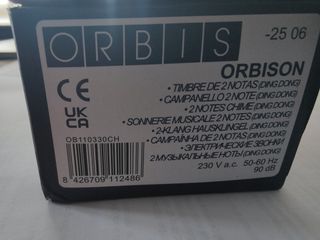 ORBIS
-25 06
ORBISON
• TIMBRE DE 2 NOTAS (DING DONG)
• CAMPANELLO 2 NOTE (DING DONG)
• 2 NOTES CHIME (DING DONG)
• SONNERIE MUSICALE 2 NOTES (DING DONG)
• 2-KLANG HAUSKLINGEL (DING DONG)
• CAMPAINHA 2 NOTAS (DING DONG)
• ЭЛЕКТРИЧЕСКИЕ ЗВОНКИ
2 МУЗЫКАЛЬНЫЕ НОТЫ (DING DONG)
230 V a.c. 50-60 Hz
90 dB
CE
UK
CA
OB110330CH
8 426709 112486